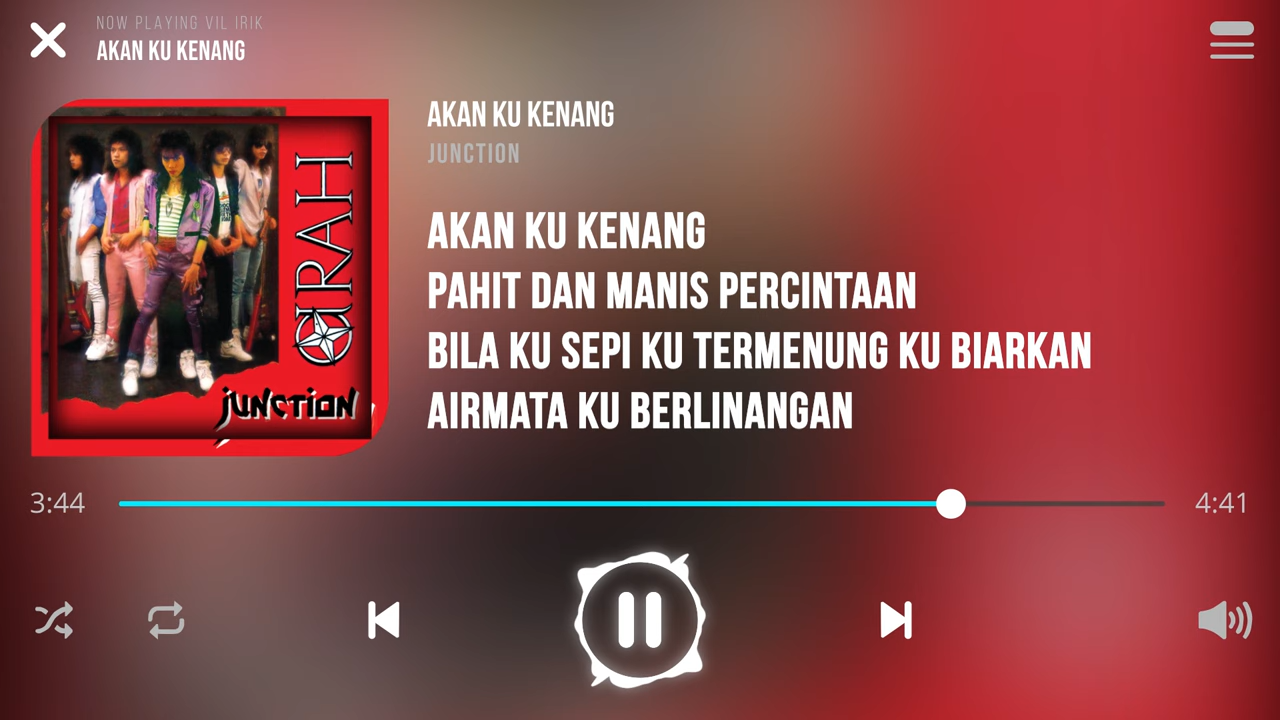 NOW PLAYING VIL IRIK
AKAN KU KENANG
AKAN KU KENANG
JUNCTION
GRAH
JUNCTION
AKAN KU KENANG
PAHIT DAN MANIS PERCINTAAN
BILA KU SEPI KU TERMENUNG KU BIARKAN
AIRMATA KU BERLINANGAN
3:44
4:41